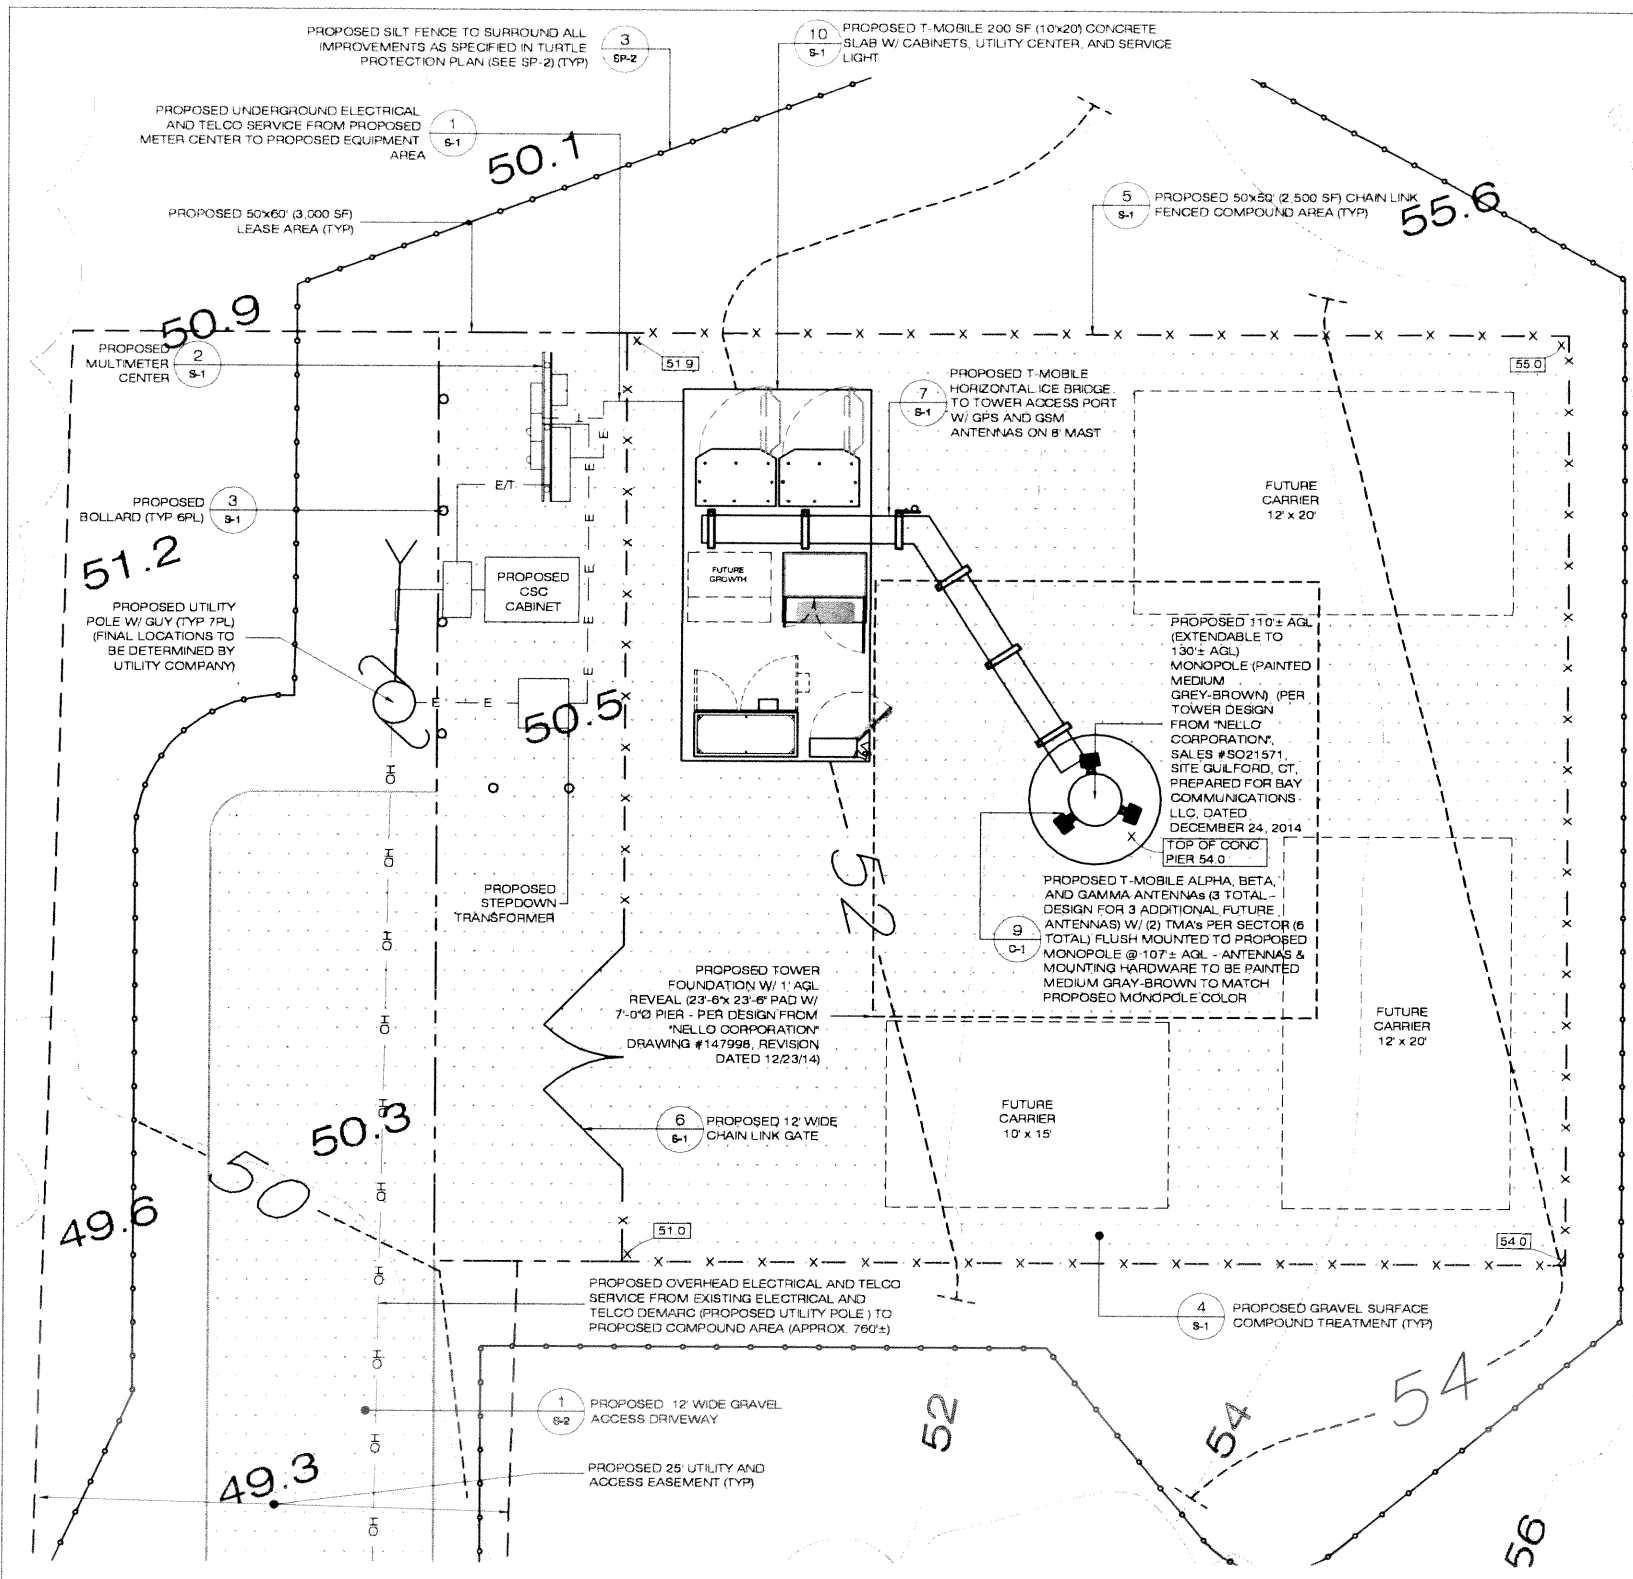 PROPOSED SILT FENCE TO SURROUND ALL
IMPROVEMENTS AS SPECIFIED IN TURTLE
PROTECTION PLAN (SEE SP-2) (TYP)
3
SP-2
10
S-1
PROPOSED T-MOBILE 200 SF (10'x20') CONCRETE
SLAB W/ CABINETS, UTILITY CENTER, AND SERVICE
LIGHT
PROPOSED UNDERGROUND ELECTRICAL
AND TELCO SERVICE FROM PROPOSED
METER CENTER TO PROPOSED EQUIPMENT
AREA
1
S-1
50.1
PROPOSED 50'x60' (3,000 SF)
LEASE AREA (TYP)
5
S-1
PROPOSED 50'x50' (2,500 SF) CHAIN LINK
FENCED COMPOUND AREA (TYP)
55.6
50.9
PROPOSED
MULTIMETER
CENTER
2
S-1
51.9
55.0
7
S-1
PROPOSED T-MOBILE
HORIZONTAL ICE BRIDGE
TO TOWER ACCESS PORT
W/ GPS AND GSM
ANTENNAS ON 8' MAST
FUTURE
CARRIER
12' x 20'
E/T
PROPOSED
BOLLARD (TYP 6PL)
3
S-1
51.2
PROPOSED
CSC
CABINET
FUTURE
GROWTH
PROPOSED UTILITY
POLE W/ GUY (TYP 7PL)
(FINAL LOCATIONS TO
BE DETERMINED BY
UTILITY COMPANY)
E
E
50.5
PROPOSED 110'± AGL
(EXTENDABLE TO
130'± AGL)
MONOPOLE (PAINTED
MEDIUM
GREY-BROWN) (PER
TOWER DESIGN
FROM "NELLO
CORPORATION",
SALES #SO21571,
SITE GUILFORD, CT,
PREPARED FOR BAY
COMMUNICATIONS
LLC, DATED
DECEMBER 24, 2014
TOP OF CONC.
PIER 54.0
OH
OH
PROPOSED
STEPDOWN
TRANSFORMER
52
9
C-1
PROPOSED T-MOBILE ALPHA, BETA,
AND GAMMA ANTENNAs (3 TOTAL -
DESIGN FOR 3 ADDITIONAL FUTURE
ANTENNAS) W/ (2) TMA's PER SECTOR (6
TOTAL) FLUSH MOUNTED TO PROPOSED
MONOPOLE @ 107'± AGL - ANTENNAS &
MOUNTING HARDWARE TO BE PAINTED
MEDIUM GRAY-BROWN TO MATCH
PROPOSED MONOPOLE COLOR
PROPOSED TOWER
FOUNDATION W/ 1' AGL
REVEAL (23'-6"x 23'-6" PAD W/
7'-0"Ø PIER - PER DESIGN FROM
"NELLO CORPORATION"
DRAWING #147998, REVISION
DATED 12/23/14)
FUTURE
CARRIER
12' x 20'
6
S-1
PROPOSED 12' WIDE
CHAIN LINK GATE
FUTURE
CARRIER
10' x 15'
50.3
50
49.6
51.0
54.0
PROPOSED OVERHEAD ELECTRICAL AND TELCO
SERVICE FROM EXISTING ELECTRICAL AND
TELCO DEMARC (PROPOSED UTILITY POLE ) TO
PROPOSED COMPOUND AREA (APPROX. 760'±)
4
S-1
PROPOSED GRAVEL SURFACE
COMPOUND TREATMENT (TYP)
1
S-2
PROPOSED 12' WIDE GRAVEL
ACCESS DRIVEWAY
52
54
54
49.3
PROPOSED 25' UTILITY AND
ACCESS EASEMENT (TYP)
56